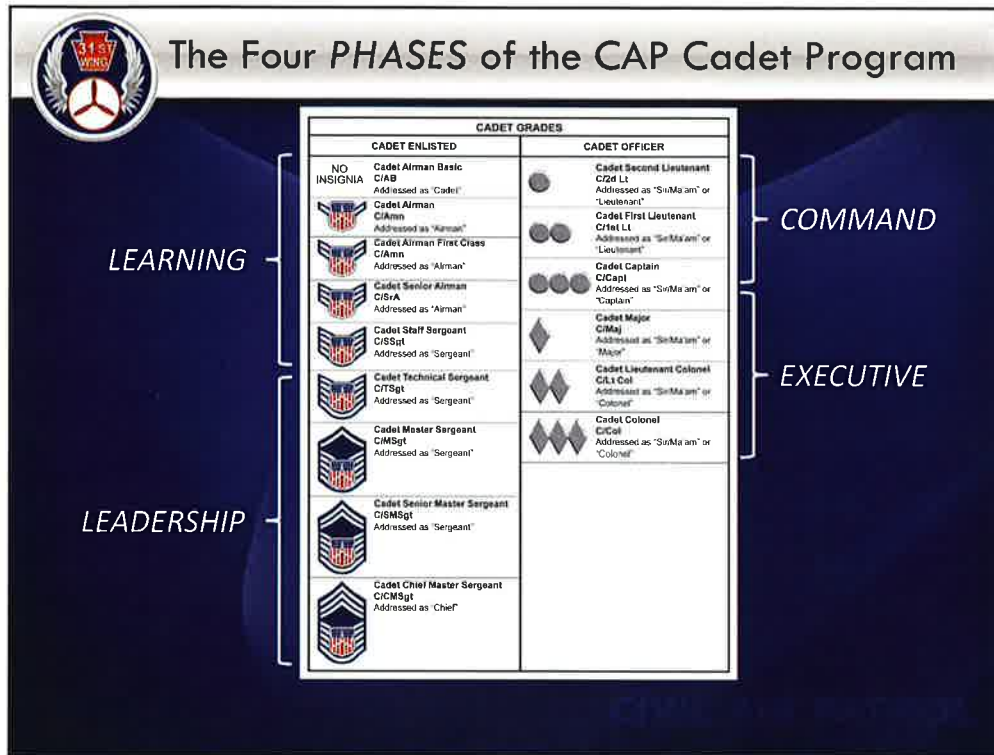 31ST
WING
The Four PHASES of the CAP Cadet Program
CADET GRADES
CADET ENLISTED
NO
INSIGNIA
Cadet Airman Basic
C/AB
Addressed as "Cadet"
Cadet Airman
C/Amn
Addressed as "Airman"
Cadet Airman First Class
C/Amn
Addressed as "Airman"
Cadet Senior Airman
C/SrA
Addressed as "Airman"
Cadet Staff Sergeant
C/SSgt
Addressed as "Sergeant"
Cadet Technical Sergeant
C/TSgt
Addressed as "Sergeant"
Cadet Master Sergeant
C/MSgt
Addressed as "Sergeant"
Cadet Senior Master Sergeant
C/SMSgt
Addressed as "Sergeant"
Cadet Chief Master Sergeant
C/CMSgt
Addressed as "Chief"
CADET OFFICER
Cadet Second Lieutenant
C/2d Lt
Addressed as "Sir/Ma'am" or
"Lieutenant"
Cadet First Lieutenant
C/1st Lt
Addressed as "Sir/Ma'am" or
"Lieutenant"
Cadet Captain
C/Capt
Addressed as "Sir/Ma'am" or
"Captain"
Cadet Major
C/Maj
Addressed as "Sir/Ma'am" or
"Major"
Cadet Lieutenant Colonel
C/Lt Col
Addressed as "Sir/Ma'am" or
"Colonel"
Cadet Colonel
C/Col
Addressed as "Sir/Ma'am" or
"Colonel"
LEARNING
LEADERSHIP
COMMAND
EXECUTIVE
CIVIL AIR PATROL